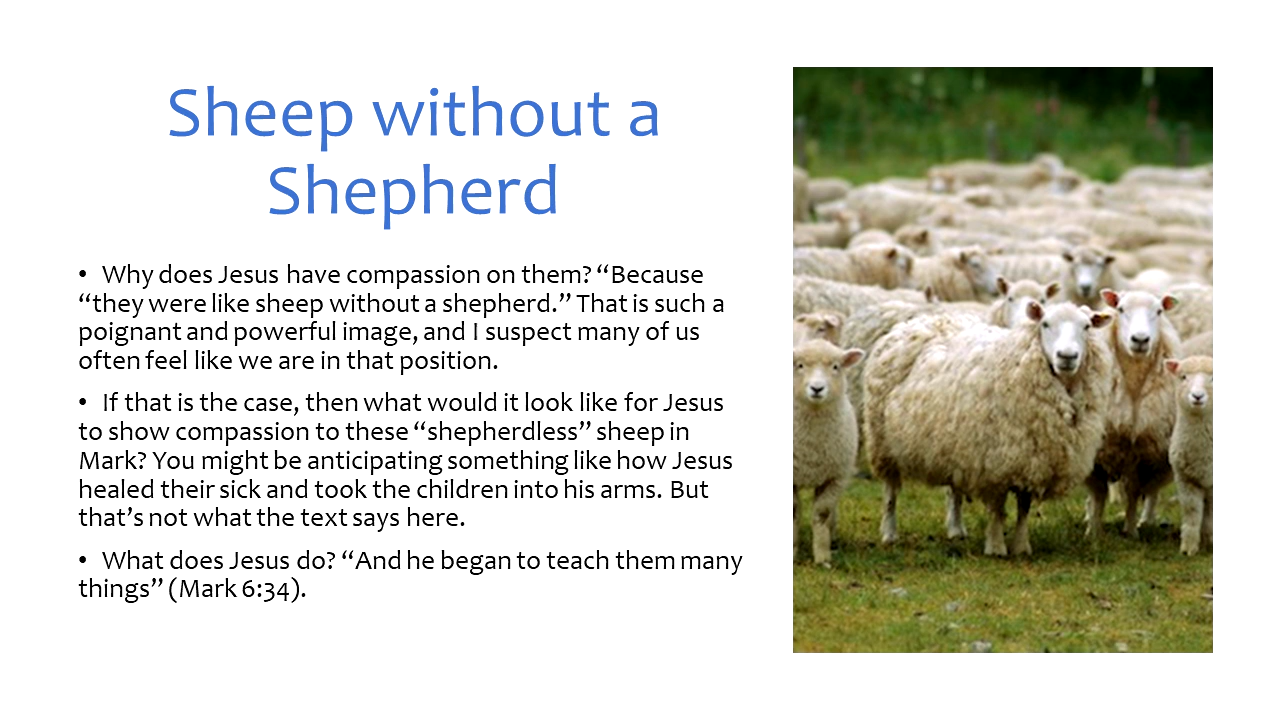 Sheep without a
Shepherd
• Why does Jesus have compassion on them? “Because
“they were like sheep without a shepherd.” That is such a
poignant and powerful image, and I suspect many of us
often feel like we are in that position.
• If that is the case, then what would it look like for Jesus
to show compassion to these “shepherdless” sheep in
Mark? You might be anticipating something like how Jesus
healed their sick and took the children into his arms. But
that’s not what the text says here.
• What does Jesus do? “And he began to teach them many
things” (Mark 6:34).